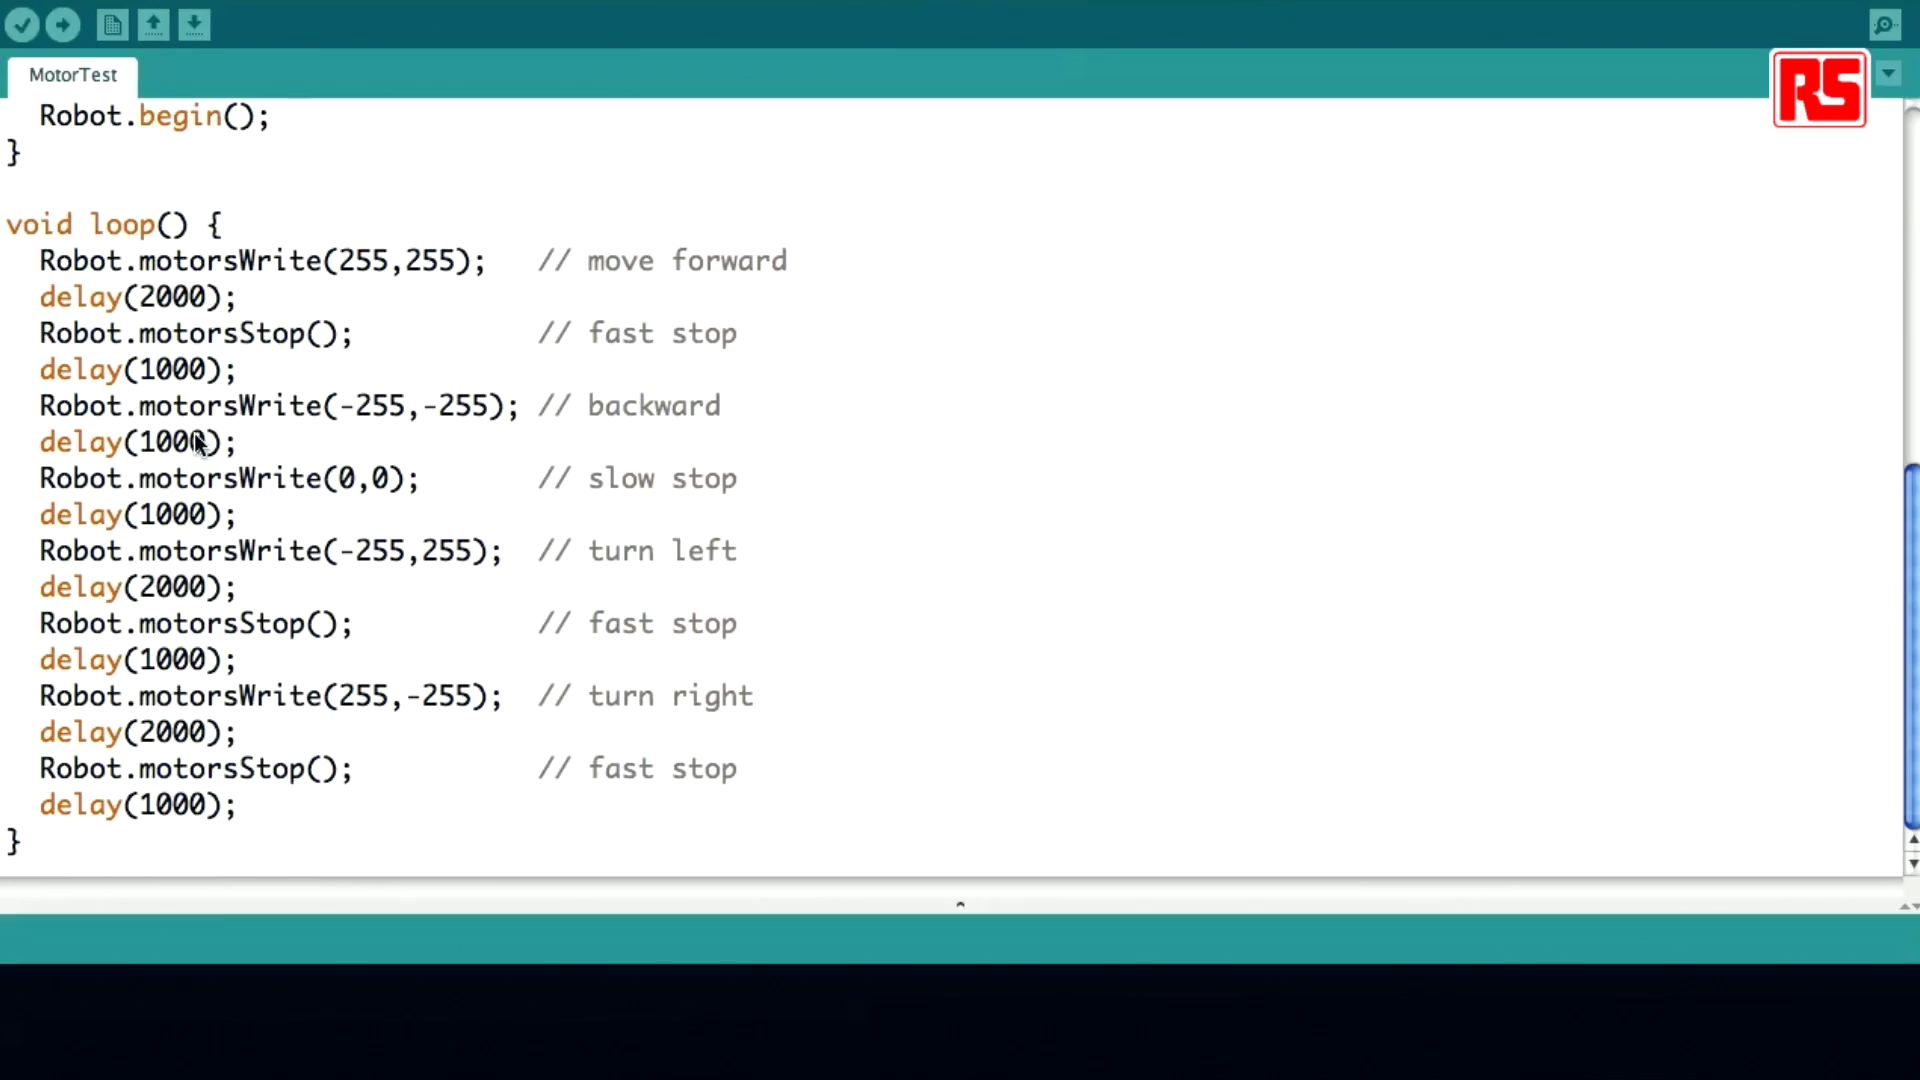 MotorTest
RS
  Robot.begin();
}

void loop() {
  Robot.motorsWrite(255,255);   // move forward
  delay(2000);
  Robot.motorsStop();           // fast stop
  delay(1000);
  Robot.motorsWrite(-255,-255); // backward
  delay(1000);
  Robot.motorsWrite(0,0);       // slow stop
  delay(1000);
  Robot.motorsWrite(-255,255);  // turn left
  delay(2000);
  Robot.motorsStop();           // fast stop
  delay(1000);
  Robot.motorsWrite(255,-255);  // turn right
  delay(2000);
  Robot.motorsStop();           // fast stop
  delay(1000);
}